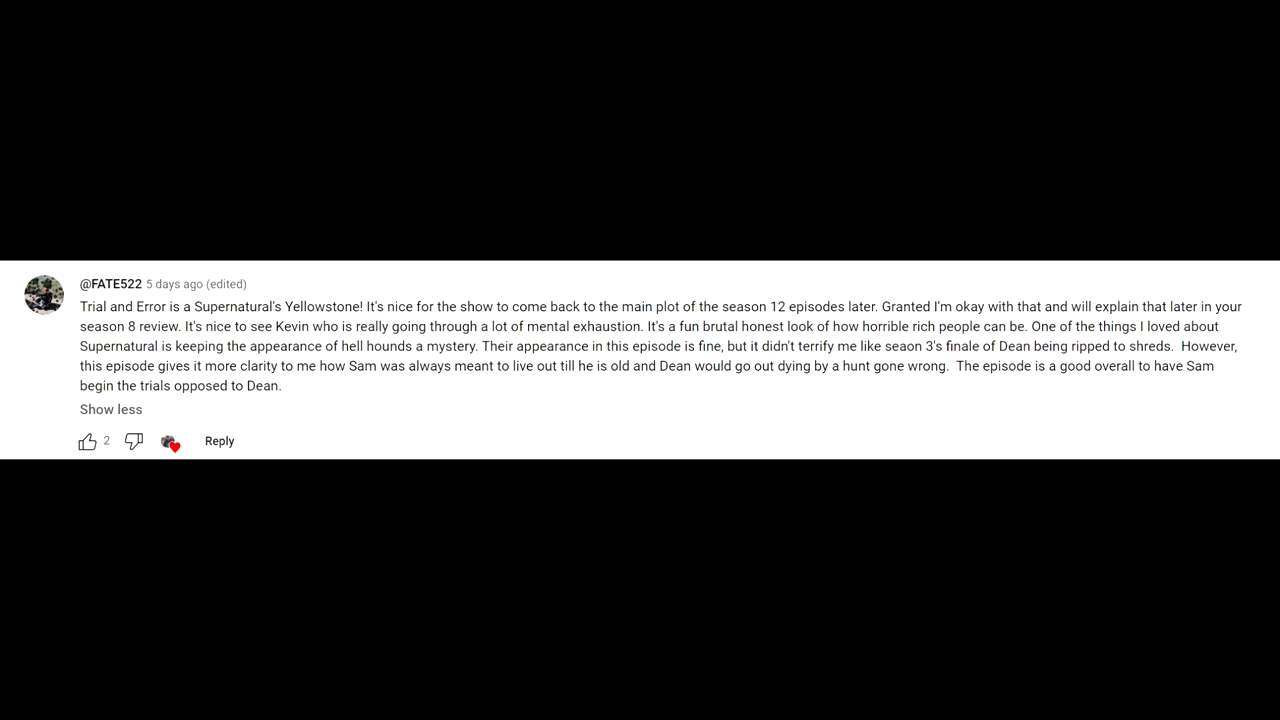 @FATE522 5 days ago (edited)
Trial and Error is a Supernatural's Yellowstone! It's nice for the show to come back to the main plot of the season 12 episodes later. Granted I'm okay with that and will explain that later in your
season 8 review. It's nice to see Kevin who is really going through a lot of mental exhaustion. It's a fun brutal honest look of how horrible rich people can be. One of the things I loved about
Supernatural is keeping the appearance of hell hounds a mystery. Their appearance in this episode is fine, but it didn't terrify me like seaon 3's finale of Dean being ripped to shreds.  However,
this episode gives it more clarity to me how Sam was always meant to live out till he is old and Dean would go out dying by a hunt gone wrong.  The episode is a good overall to have Sam
begin the trials opposed to Dean.
Show less
2 Reply